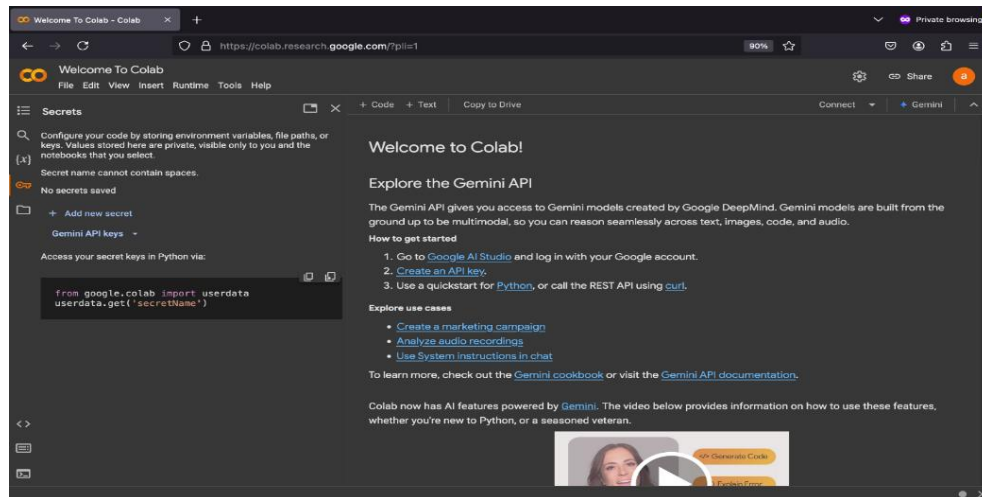 Welcome To Colab - Colab
Private browsing
https://colab.research.google.com/?pli=1
90%
Welcome To Colab
File Edit View Insert Runtime Tools Help
Share
a
Secrets
Configure your code by storing environment variables, file paths, or
keys. Values stored here are private, visible only to you and the
notebooks that you select.
Secret name cannot contain spaces.
No secrets saved
+ Add new secret
Gemini API keys
Access your secret keys in Python via:
from google.colab import userdata
userdata.get('secretName')
+ Code + Text Copy to Drive
Connect
Gemini
Welcome to Colab!
Explore the Gemini API
The Gemini API gives you access to Gemini models created by Google DeepMind. Gemini models are built from the
ground up to be multimodal, so you can reason seamlessly across text, images, code, and audio.
How to get started
1. Go to Google AI Studio and log in with your Google account.
2. Create an API key.
3. Use a quickstart for Python, or call the REST API using curl.
Explore use cases
• Create a marketing campaign
• Analyze audio recordings
• Use System instructions in chat
To learn more, check out the Gemini cookbook or visit the Gemini API documentation.
Colab now has AI features powered by Gemini. The video below provides information on how to use these features,
whether you're new to Python, or a seasoned veteran.
</> Generate Code
Explain Error